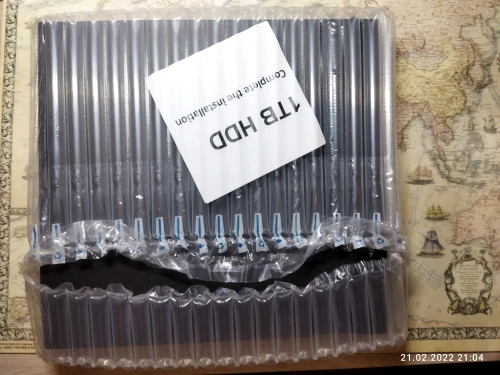 1TB HDD
Complete the installation
21.02.2022 21:04